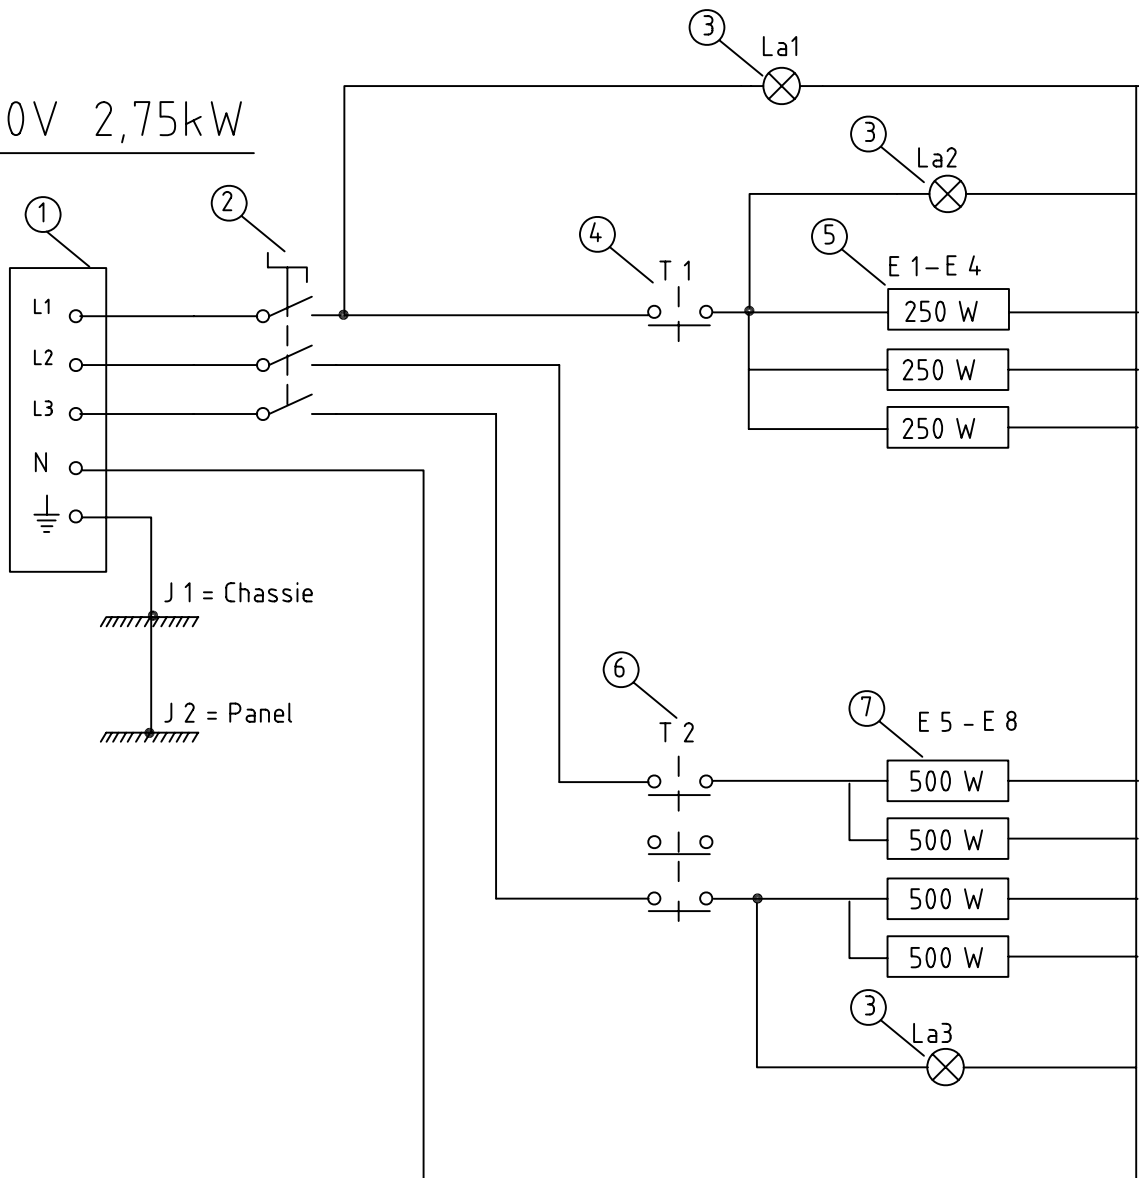 3
La1
0V 2,75kW
3
La2
1
2
4
5
T 1
E 1-E 4
L1
250 W
L2
250 W
L3
250 W
N
J 1 = Chassie
6
J 2 = Panel
7
T 2
E 5 - E 8
500 W
500 W
500 W
500 W
3
La3